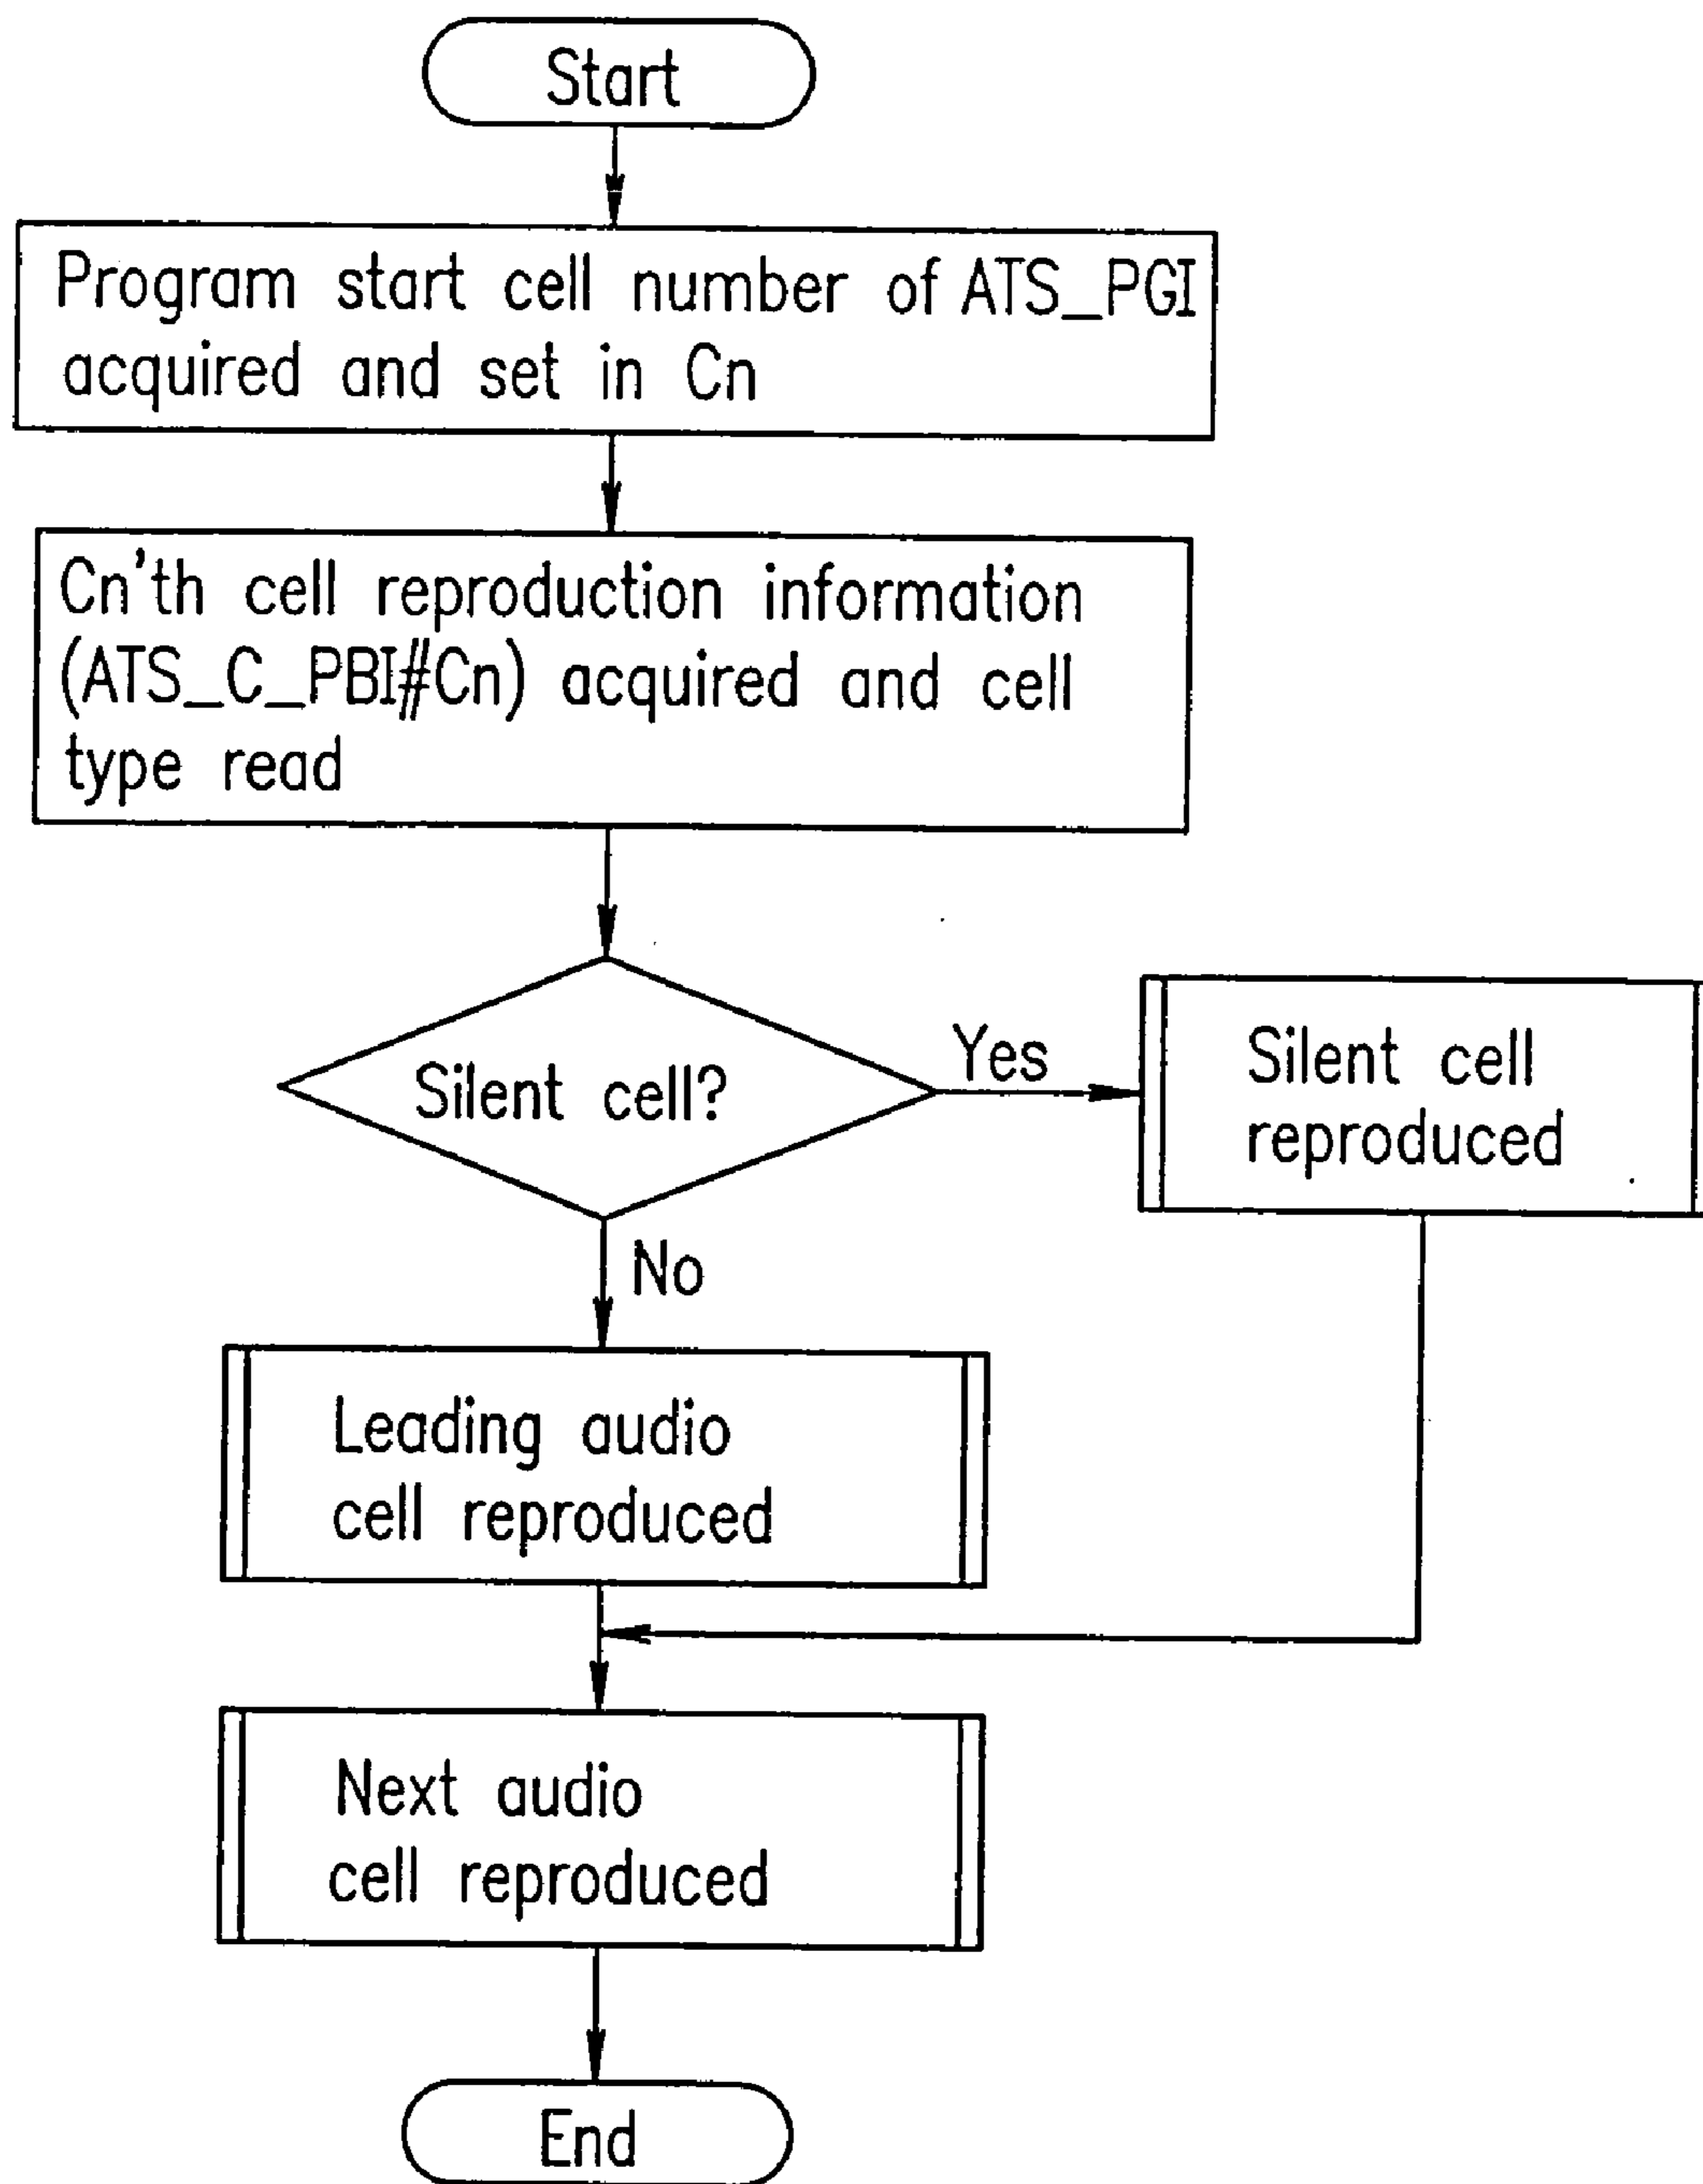 Start
Program start cell number of ATS_PGI
acquired and set in Cn
Cn'th cell reproduction information
(ATS_C_PBI#Cn) acquired and cell
type read
Silent cell?
Yes
Silent cell
reproduced
No
Leading audio
cell reproduced
Next audio
cell reproduced
End